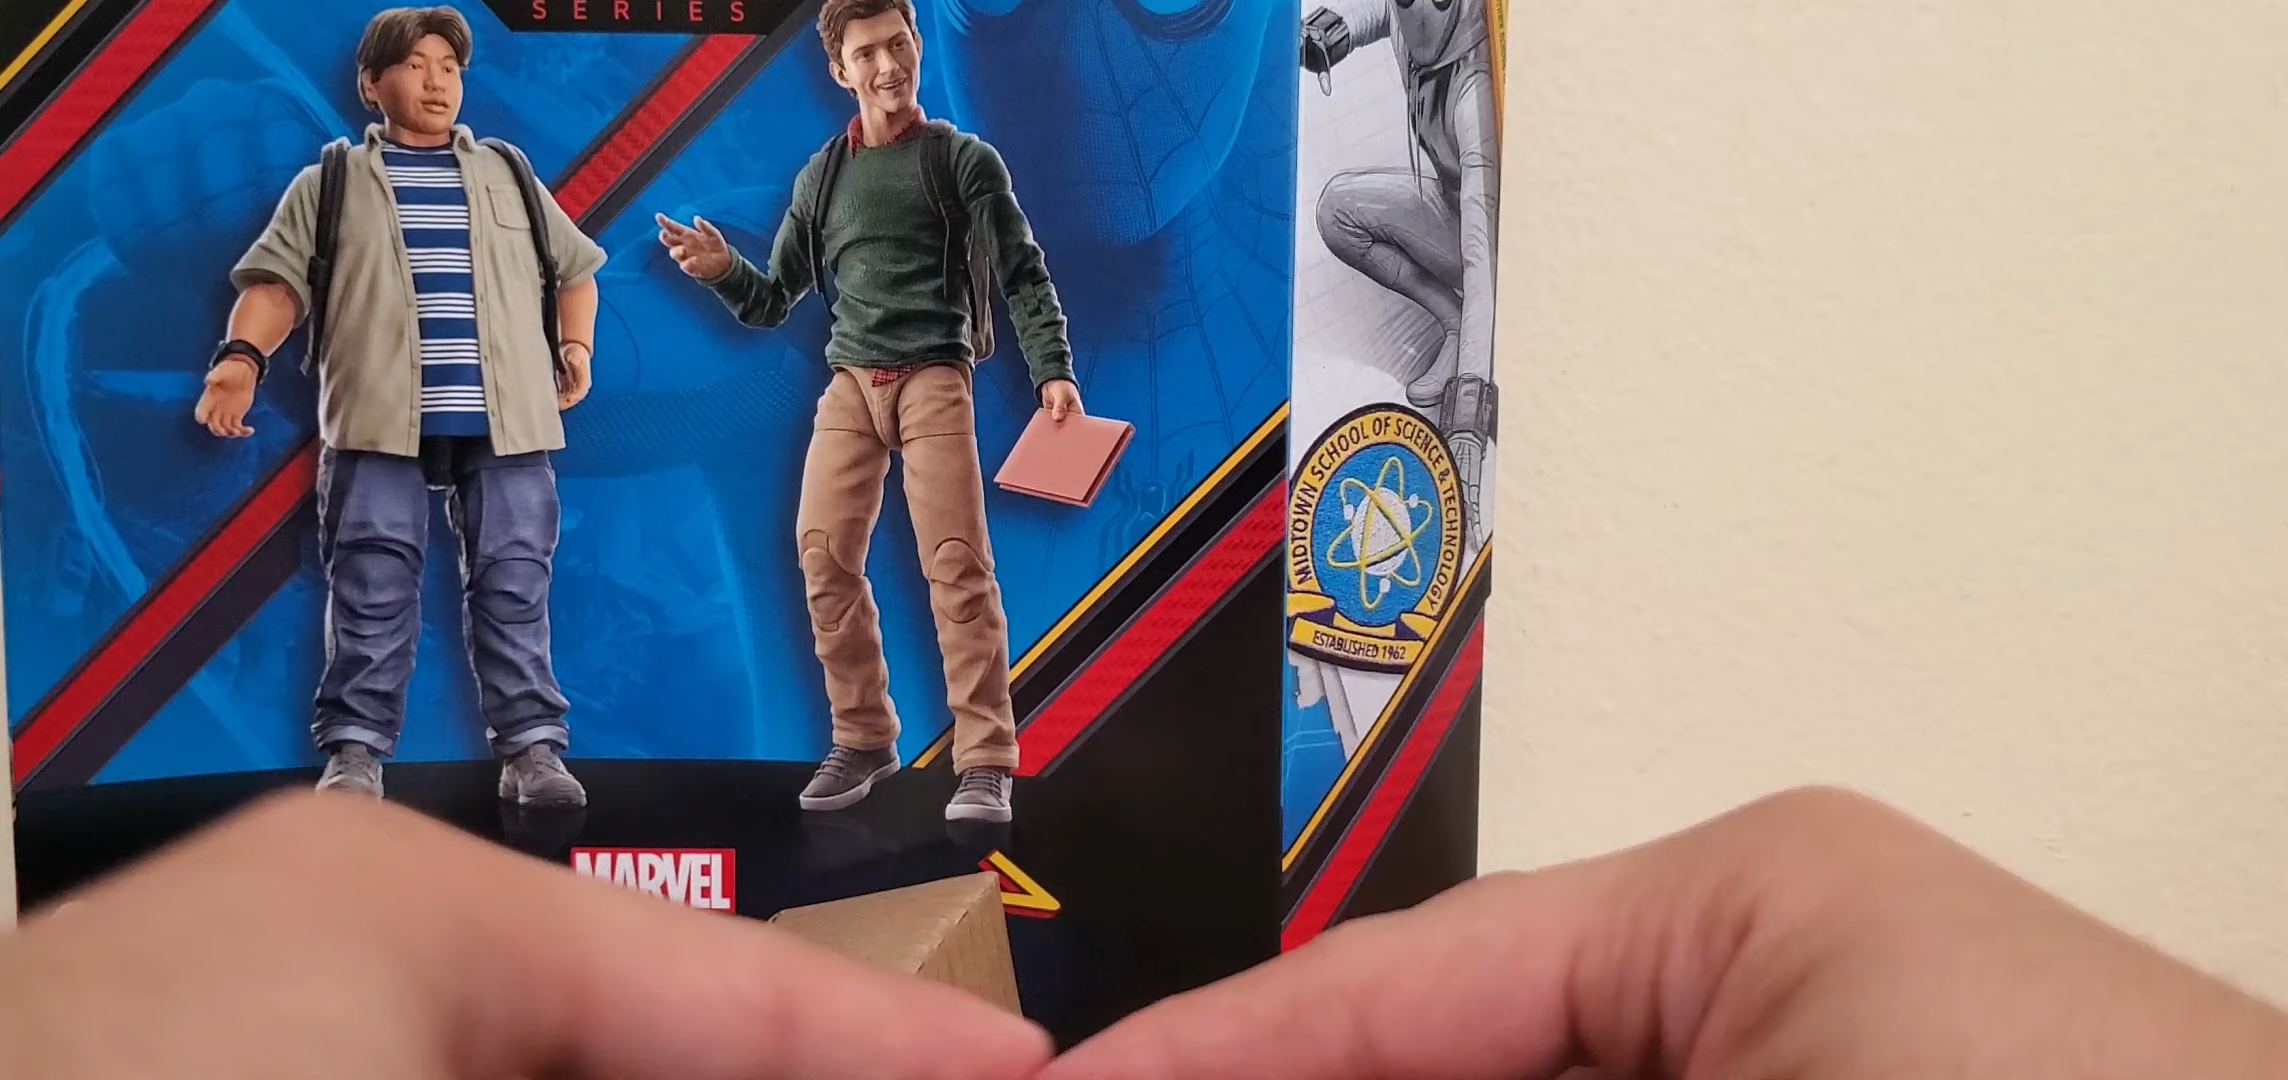 SERIES
MIDTOWN SCHOOL OF SCIENCE & TECHNOLOGY
ESTABLISHED 1962
MARVEL